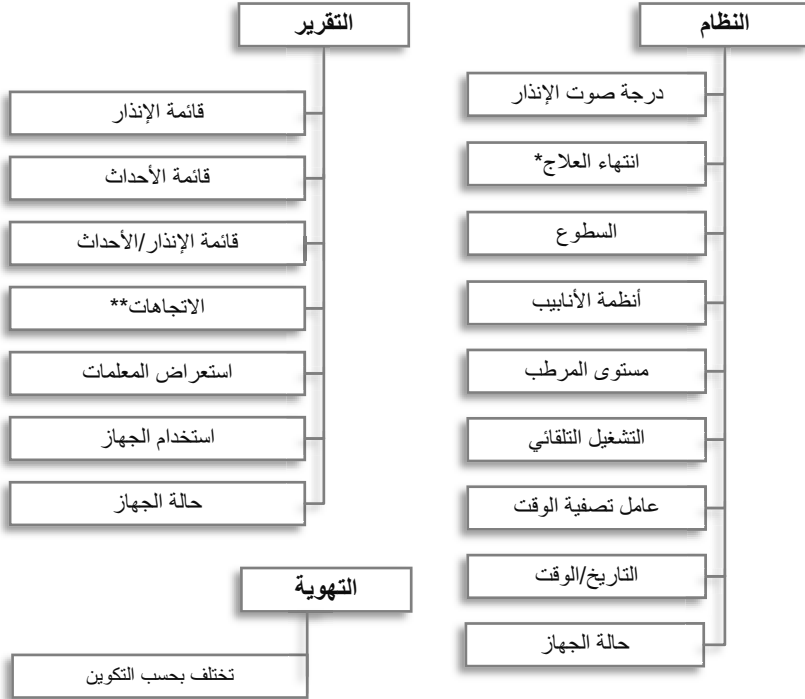 النظام
درجة صوت الإنذار
انتهاء العلاج*
السطوع
أنظمة الأنابيب
مستوى المرطب
التشغيل التلقائي
عامل تصفية الوقت
التاريخ/الوقت
حالة الجهاز
التقرير
قائمة الإنذار
قائمة الأحداث
قائمة الإنذار/الأحداث
الاتجاهات**
استعراض المعلمات
استخدام الجهاز
حالة الجهاز
التهوية
تختلف بحسب التكوين